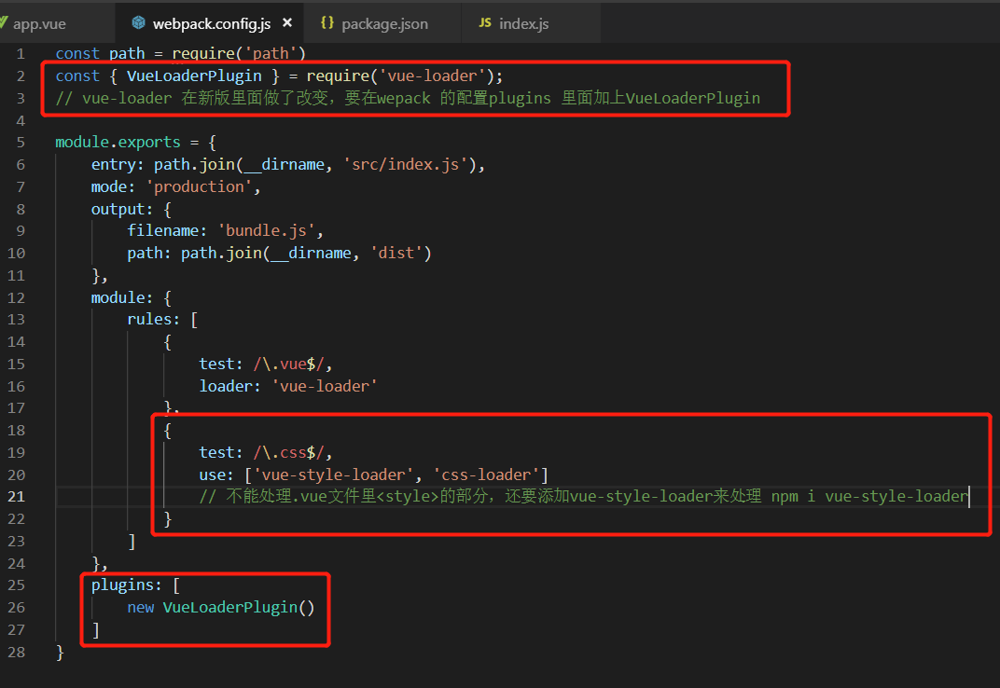 app.vue webpack.config.js × {} package.json JS index.js
1 const path = require('path')
2 const { VueLoaderPlugin } = require('vue-loader');
3 // vue-loader 在新版里面做了改变，要在wepack 的配置plugins 里面加上VueLoaderPlugin
4
5 module.exports = {
6 entry: path.join(__dirname, 'src/index.js'),
7 mode: 'production',
8 output: {
9 filename: 'bundle.js',
10 path: path.join(__dirname, 'dist')
11 },
12 module: {
13 rules: [
14 {
15 test: /\.vue$/,
16 loader: 'vue-loader'
17 },
18 {
19 test: /\.css$/,
20 use: ['vue-style-loader', 'css-loader']
21 // 不能处理.vue文件里<style>的部分，还要添加vue-style-loader来处理 npm i vue-style-loader
22 }
23 ]
24 },
25 plugins: [
26 new VueLoaderPlugin()
27 ]
28 }